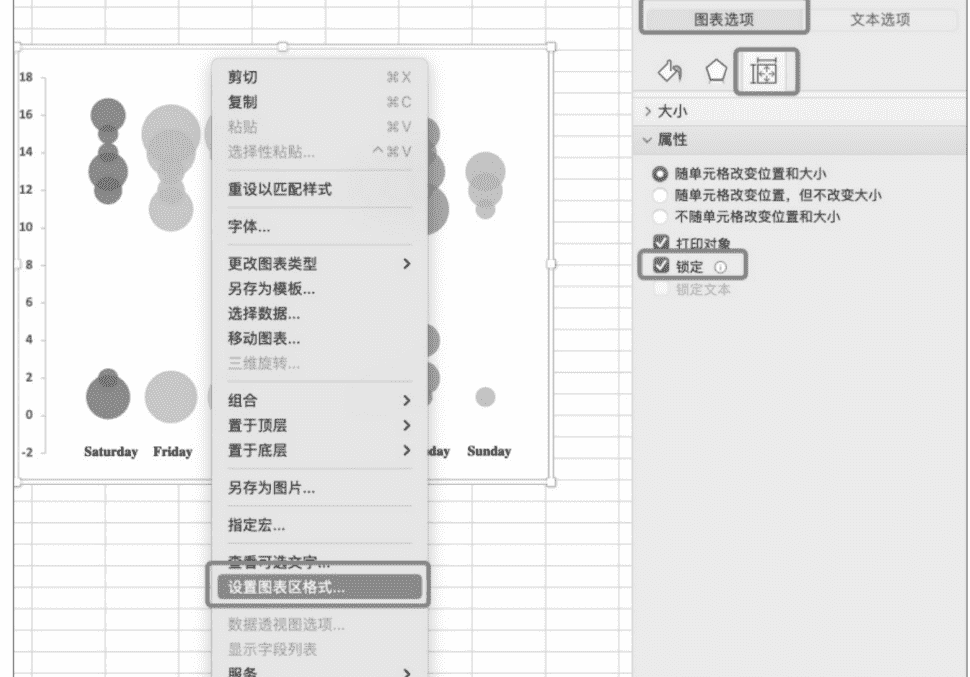 18
16
14
12
10
8
6
4
2
0
-2
Saturday Friday day Sunday
剪切 ⌘X
复制 ⌘C
粘贴 ⌘V
选择性粘贴... ^⌘V
重设以匹配样式
字体...
更改图表类型
另存为模板...
选择数据...
移动图表...
三维旋转...
组合
置于顶层
置于底层
另存为图片...
指定宏...
查看可选文字...
设置图表区格式...
数据透视图选项...
显示字段列表
服务
图表选项 文本选项
大小
属性
随单元格改变位置和大小
随单元格改变位置，但不改变大小
不随单元格改变位置和大小
打印对象
锁定
锁定文本